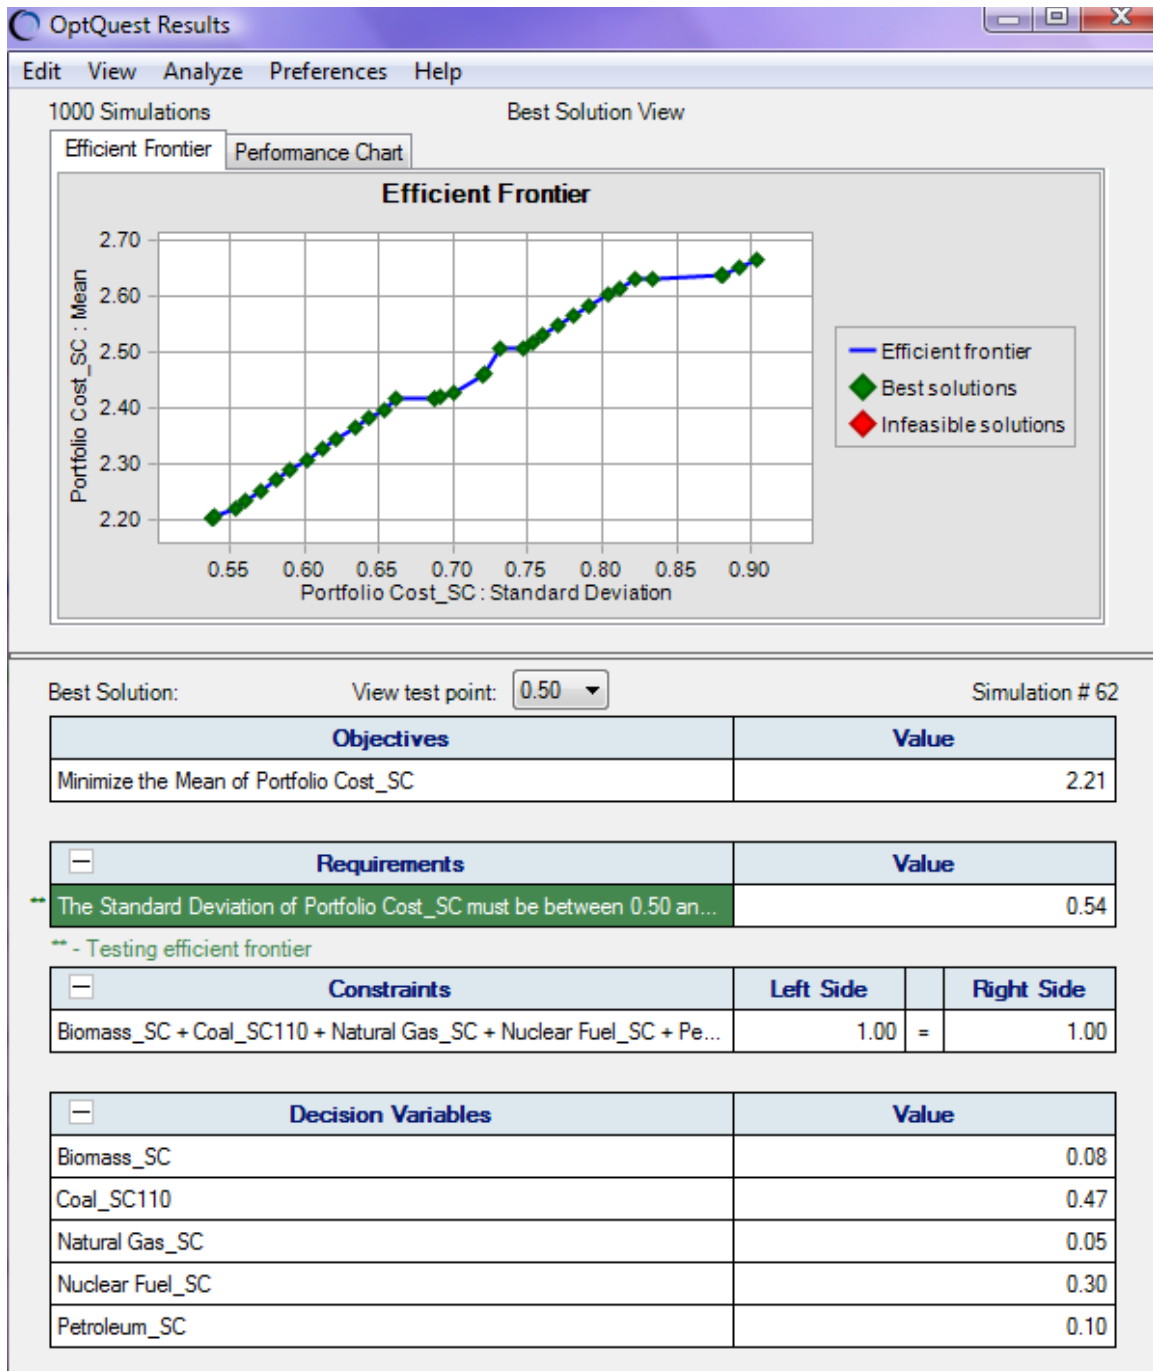 OptQuest Results
Edit View Analyze Preferences Help
1000 Simulations Best Solution View
Efficient Frontier Performance Chart
Efficient Frontier
Portfolio Cost_SC : Mean
2.70
2.60
2.50
2.40
2.30
2.20
0.55 0.60 0.65 0.70 0.75 0.80 0.85 0.90
Portfolio Cost_SC : Standard Deviation
Efficient frontier
Best solutions
Infeasible solutions
Best Solution: View test point: 0.50 Simulation # 62
Objectives Value
Minimize the Mean of Portfolio Cost_SC 2.21
Requirements Value
** The Standard Deviation of Portfolio Cost_SC must be between 0.50 an... 0.54
** - Testing efficient frontier
Constraints Left Side Right Side
Biomass_SC + Coal_SC110 + Natural Gas_SC + Nuclear Fuel_SC + Pe... 1.00 = 1.00
Decision Variables Value
Biomass_SC 0.08
Coal_SC110 0.47
Natural Gas_SC 0.05
Nuclear Fuel_SC 0.30
Petroleum_SC 0.10